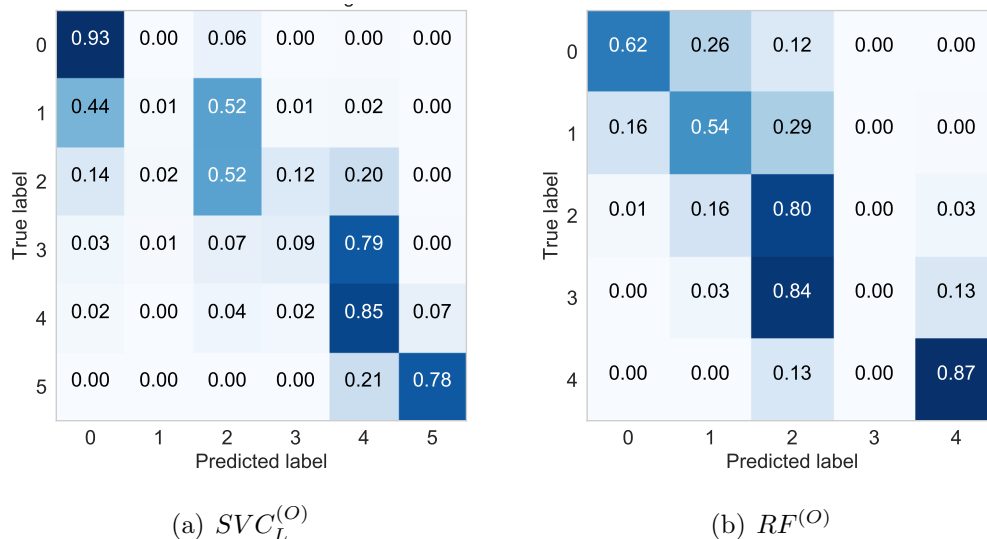 0 0.93 0.00 0.06 0.00 0.00 0.00
1 0.44 0.01 0.52 0.01 0.02 0.00
2 0.14 0.02 0.52 0.12 0.20 0.00
3 0.03 0.01 0.07 0.09 0.79 0.00
4 0.02 0.00 0.04 0.02 0.85 0.07
5 0.00 0.00 0.00 0.00 0.21 0.78
0 1 2 3 4 5
True label
Predicted label
(a) SVC_L^{(O)}
0 0.62 0.26 0.12 0.00 0.00
1 0.16 0.54 0.29 0.00 0.00
2 0.01 0.16 0.80 0.00 0.03
3 0.00 0.03 0.84 0.00 0.13
4 0.00 0.00 0.13 0.00 0.87
0 1 2 3 4
True label
Predicted label
(b) RF^{(O)}